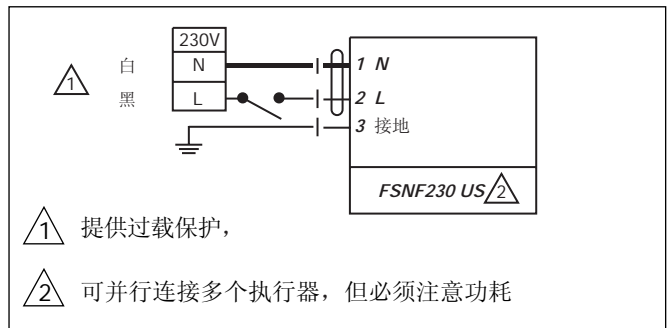 230V
白 N 1 N
1
黑 L 2 L
3 接地
FSNF230 US 2
1 提供过载保护，
2 可并行连接多个执行器，但必须注意功耗